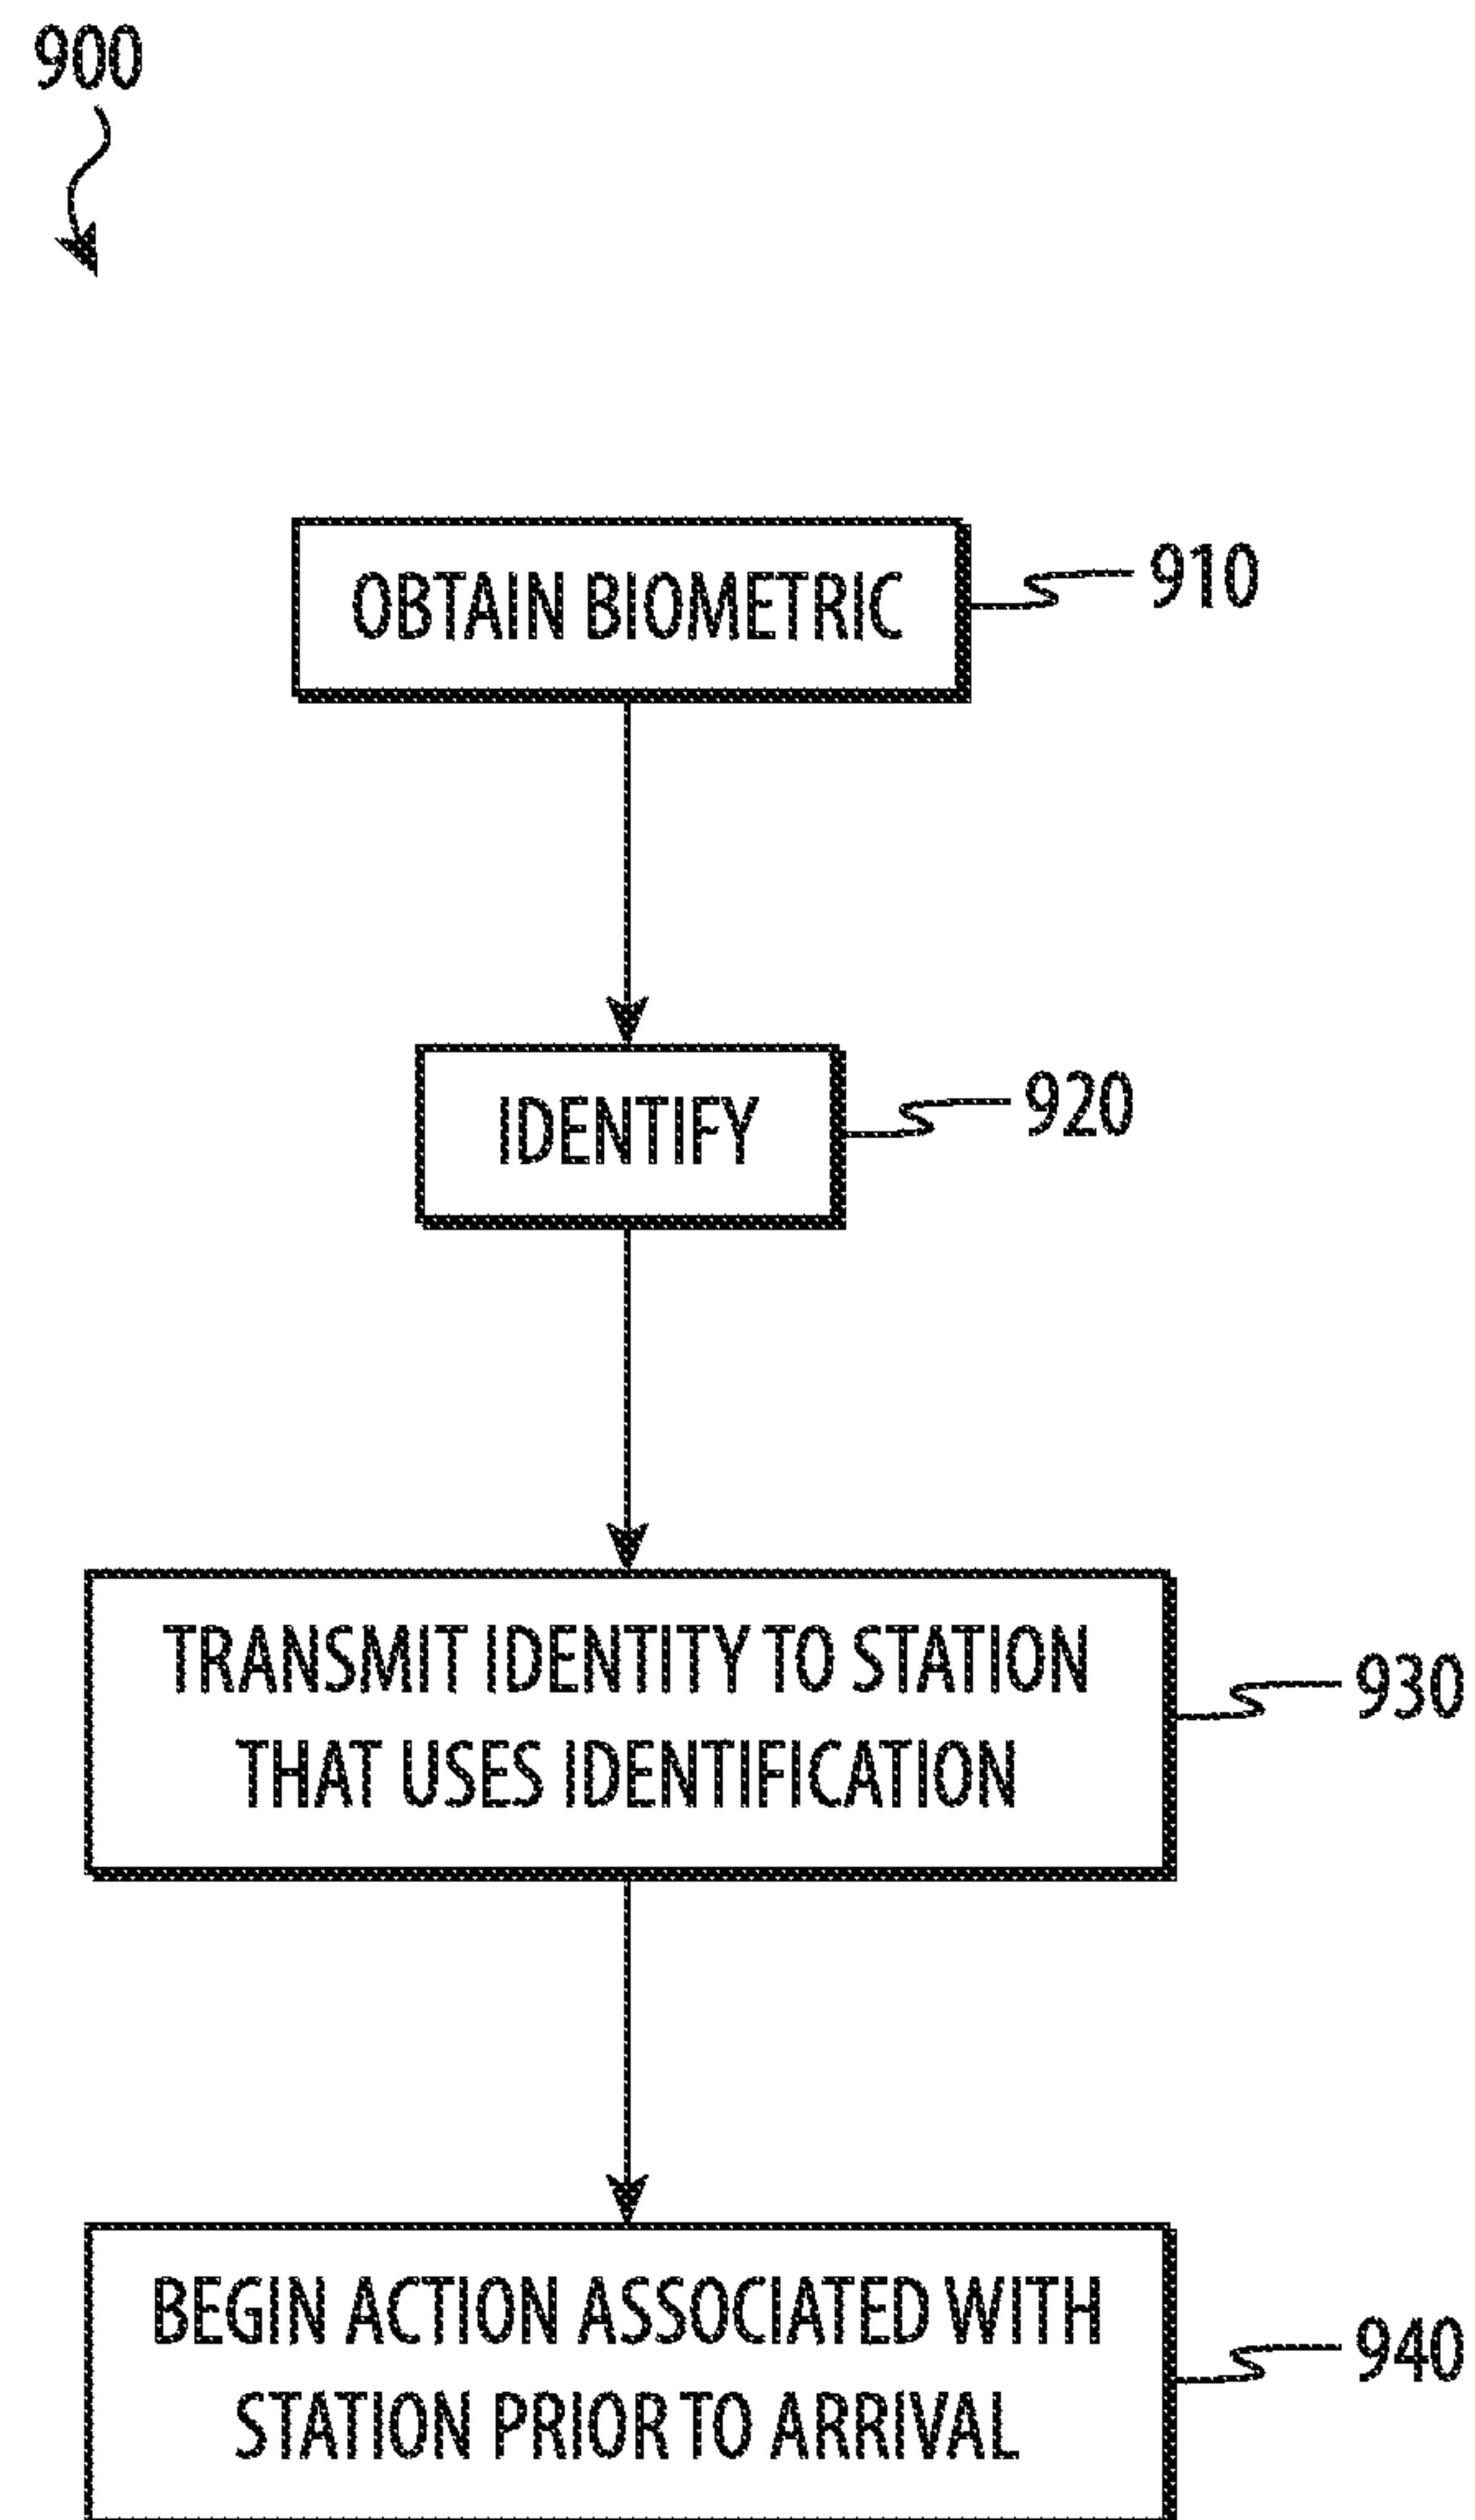 900
OBTAIN BIOMETRIC
910
IDENTIFY
920
TRANSMIT IDENTITY TO STATION
THAT USES IDENTIFICATION
930
BEGIN ACTION ASSOCIATED WITH
STATION PRIOR TO ARRIVAL
940